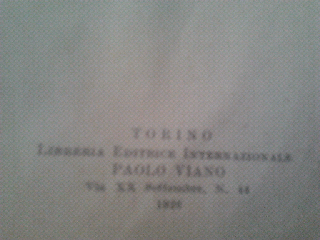 TORINO
LIBRERIA EDITRICE INTERNAZIONALE
PAOLO VIANO
Via XX Settembre, N.